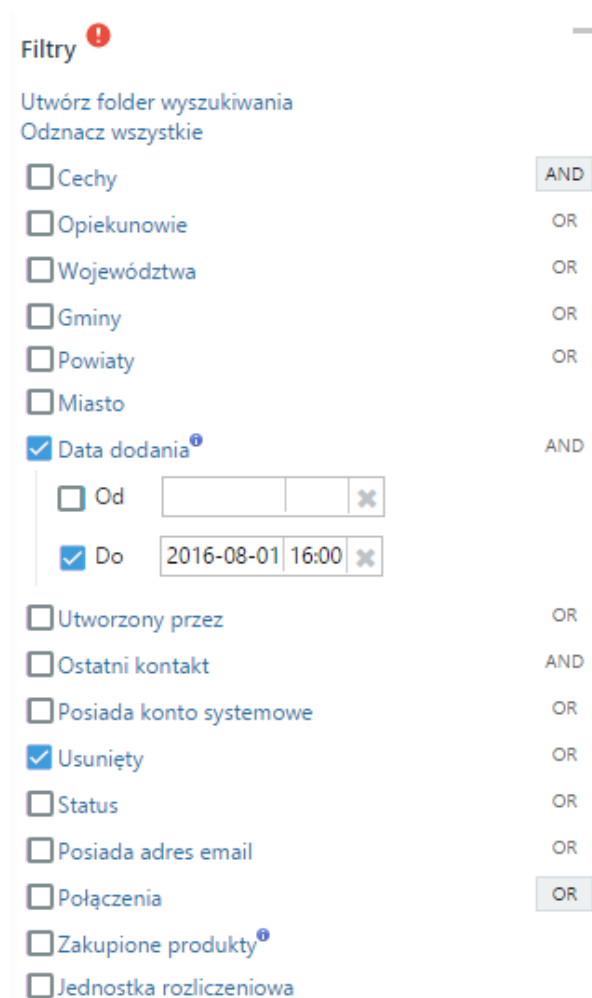 Filtry
Utwórz folder wyszukiwania
Odznacz wszystkie
Cechy AND
Opiekunowie OR
Województwa OR
Gminy OR
Powiaty OR
Miasto
Data dodania AND
Od
Do 2016-08-01 16:00
Utworzony przez OR
Ostatni kontakt AND
Posiada konto systemowe OR
Usunięty OR
Status OR
Posiada adres email OR
Połączenia OR
Zakupione produkty
Jednostka rozliczeniowa